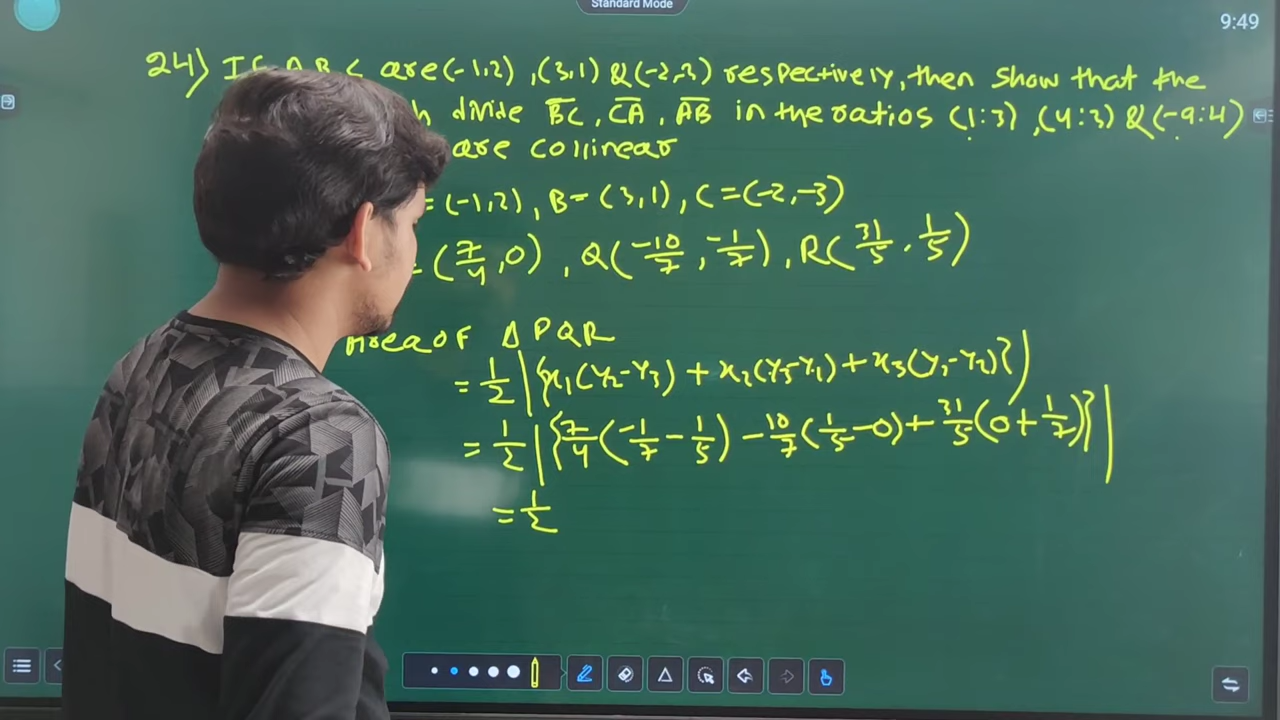 Standard Mode
9:49
24) If A B C are (-1,2) , (3,1) & (-2,-3) respectively, then show that the
divide BC, CA, AB in the ratios (1:3) , (4:3) & (-9:4)
are collinear
= (-1,2) , B = (3,1) , C = (-2,-3)
= (7/4, 0) , Q(-10/7, -1/7) , R(31/5, 1/5)
Area of Δ PQR
= 1/2 |{x₁(y₂-y₃) + x₂(y₃-y₁) + x₃(y₁-y₂)}|
= 1/2 |{7/4(-1/7 - 1/5) - 10/7(1/5 - 0) + 31/5(0 + 1/7)}|
= 1/2